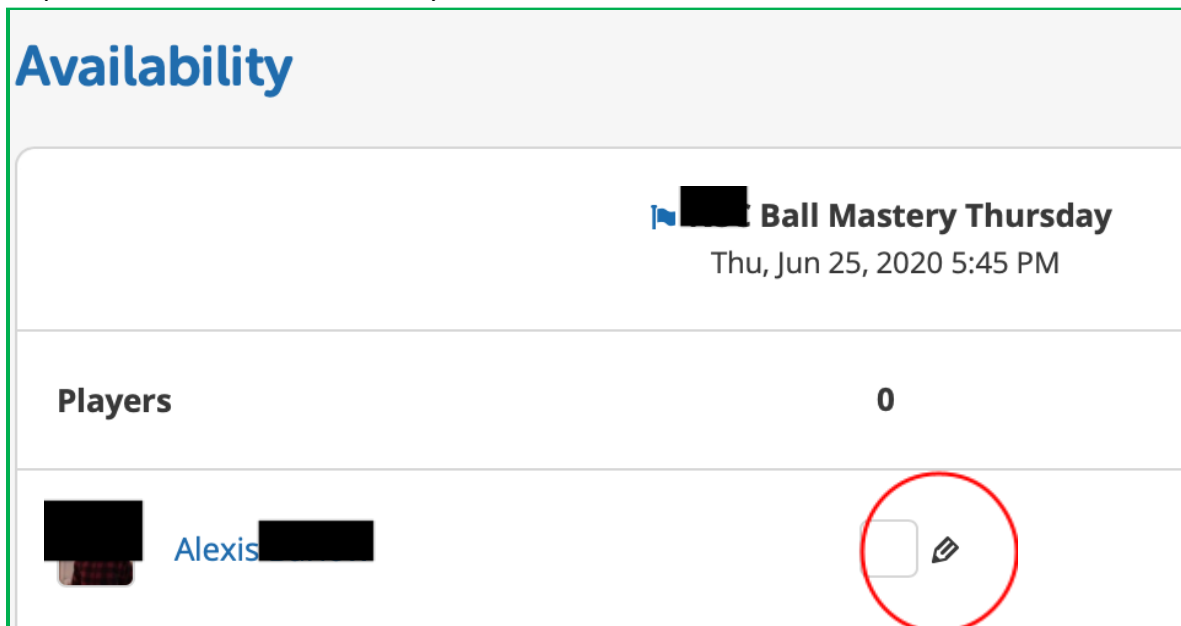 Availability
Ball Mastery Thursday
Thu, Jun 25, 2020 5:45 PM
Players 0
Alexis